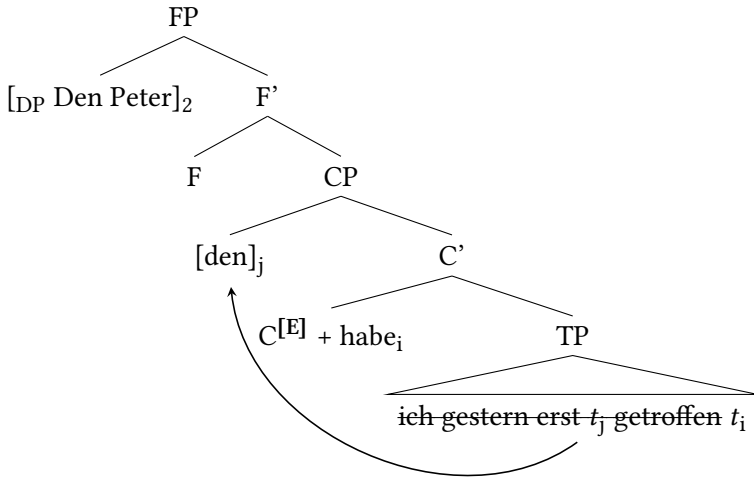 FP
[DP Den Peter]2 F’
F CP
[den]j C’
C[E] + habei TP
ich gestern erst tj getroffen ti